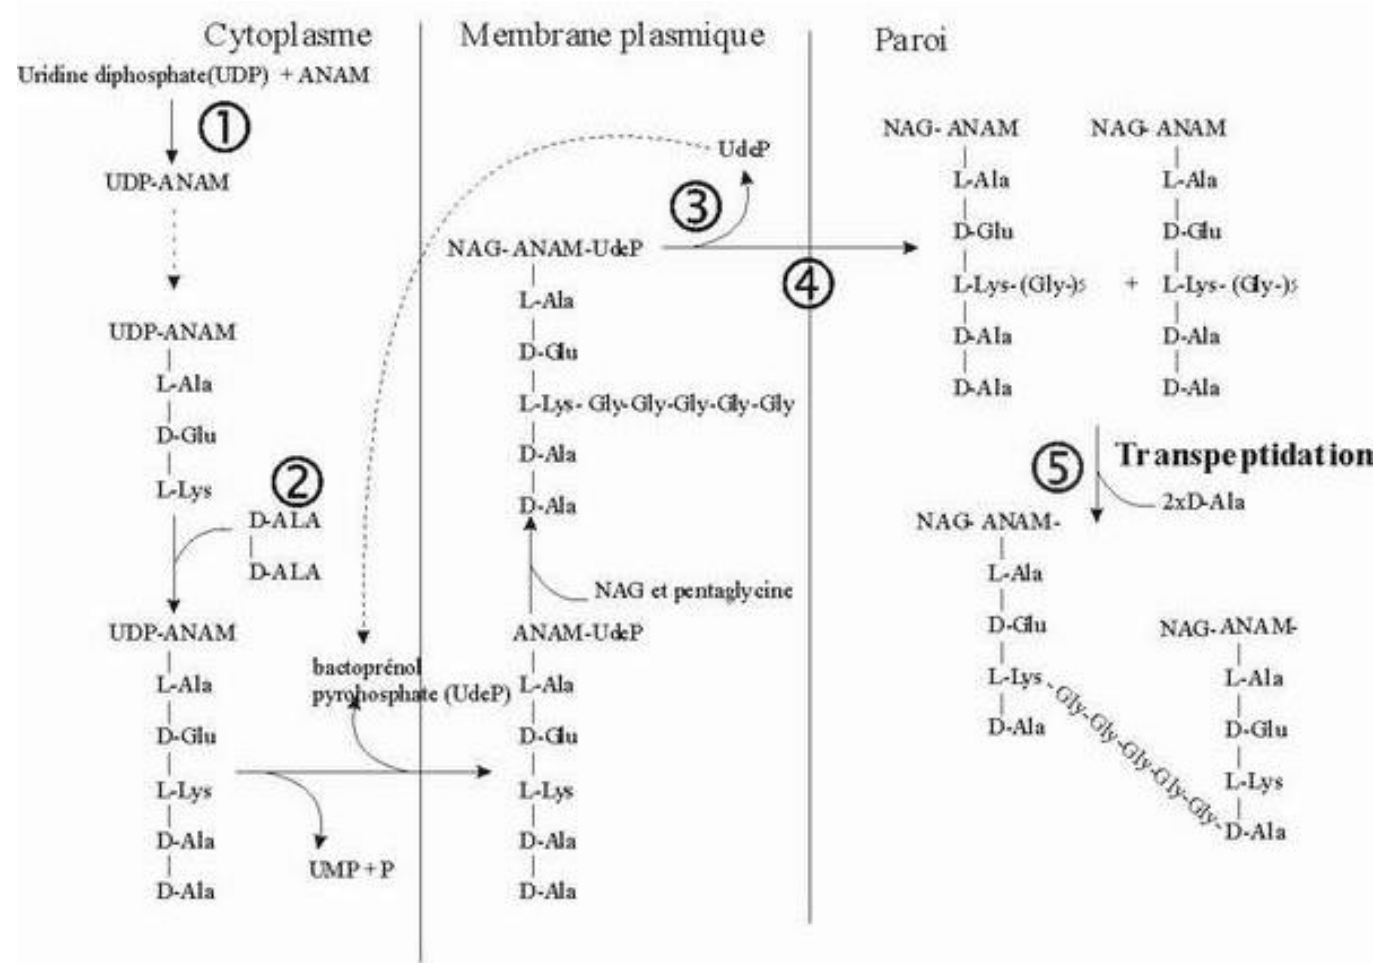 Cytoplasme
Uridine diphosphate(UDP) + ANAM
①
UDP-ANAM
UDP-ANAM
L-Ala
D-Glu
L-Lys
②
D-ALA
D-ALA
UDP-ANAM
L-Ala
D-Glu
L-Lys
D-Ala
D-Ala
bactoprénol
pyrohosphate (UdeP)
UMP + P
Membrane plasmique
UdeP
③
NAG- ANAM-UdeP
L-Ala
D-Glu
L-Lys- Gly-Gly-Gly-Gly-Gly
D-Ala
D-Ala
NAG et pentaglycine
ANAM-UdeP
L-Ala
D-Glu
L-Lys
D-Ala
D-Ala
④
Paroi
NAG- ANAM
L-Ala
D-Glu
L-Lys- (Gly-)5
D-Ala
D-Ala
+
NAG- ANAM
L-Ala
D-Glu
L-Lys- (Gly-)5
D-Ala
D-Ala
⑤
Transpeptidation
2xD-Ala
NAG- ANAM-
L-Ala
D-Glu
L-Lys
D-Ala
-Gly-Gly-Gly-Gly-Gly-
NAG- ANAM-
L-Ala
D-Glu
L-Lys
D-Ala